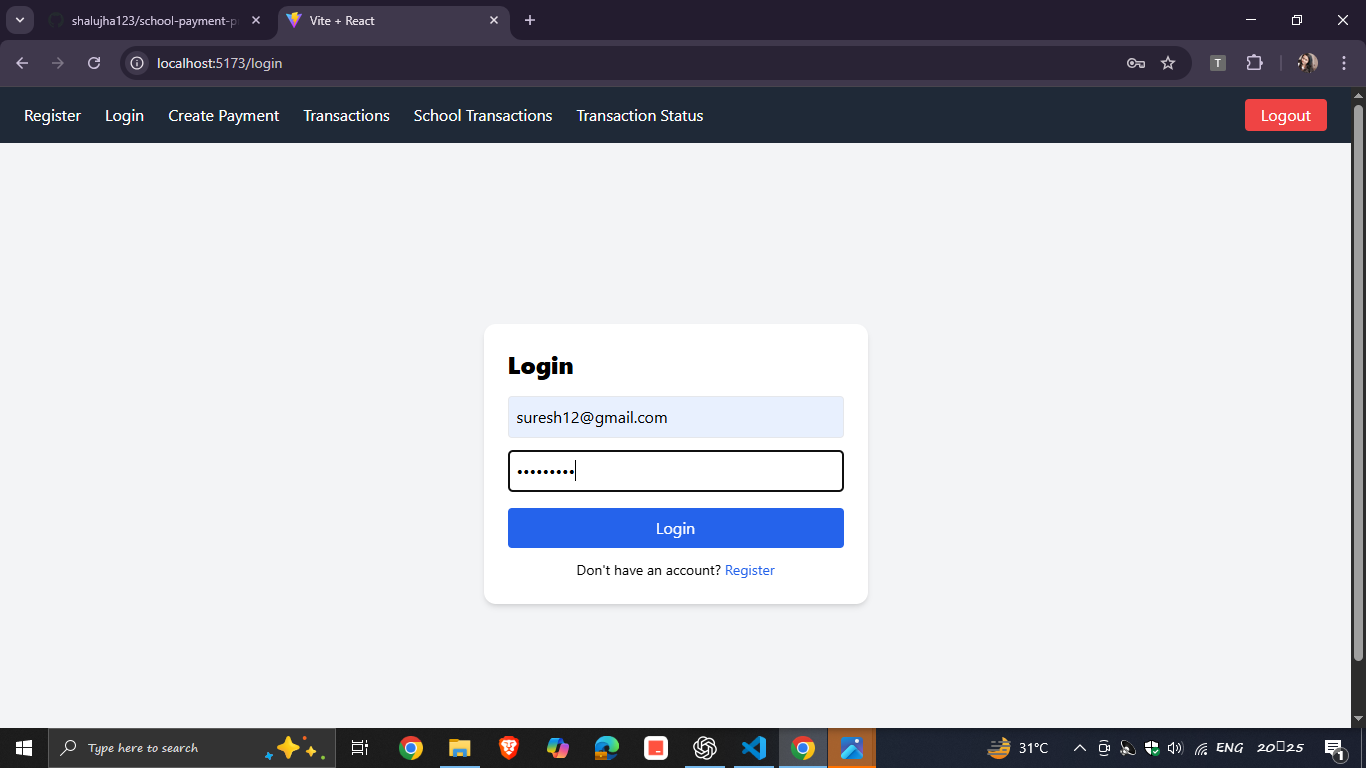 shalujha123/school-payment-p
Vite + React
localhost:5173/login
T
Register Login Create Payment Transactions School Transactions Transaction Status Logout
Login
suresh12@gmail.com
•••••••••
Login
Don't have an account? Register
Type here to search
31°C
ENG
20▯25
1